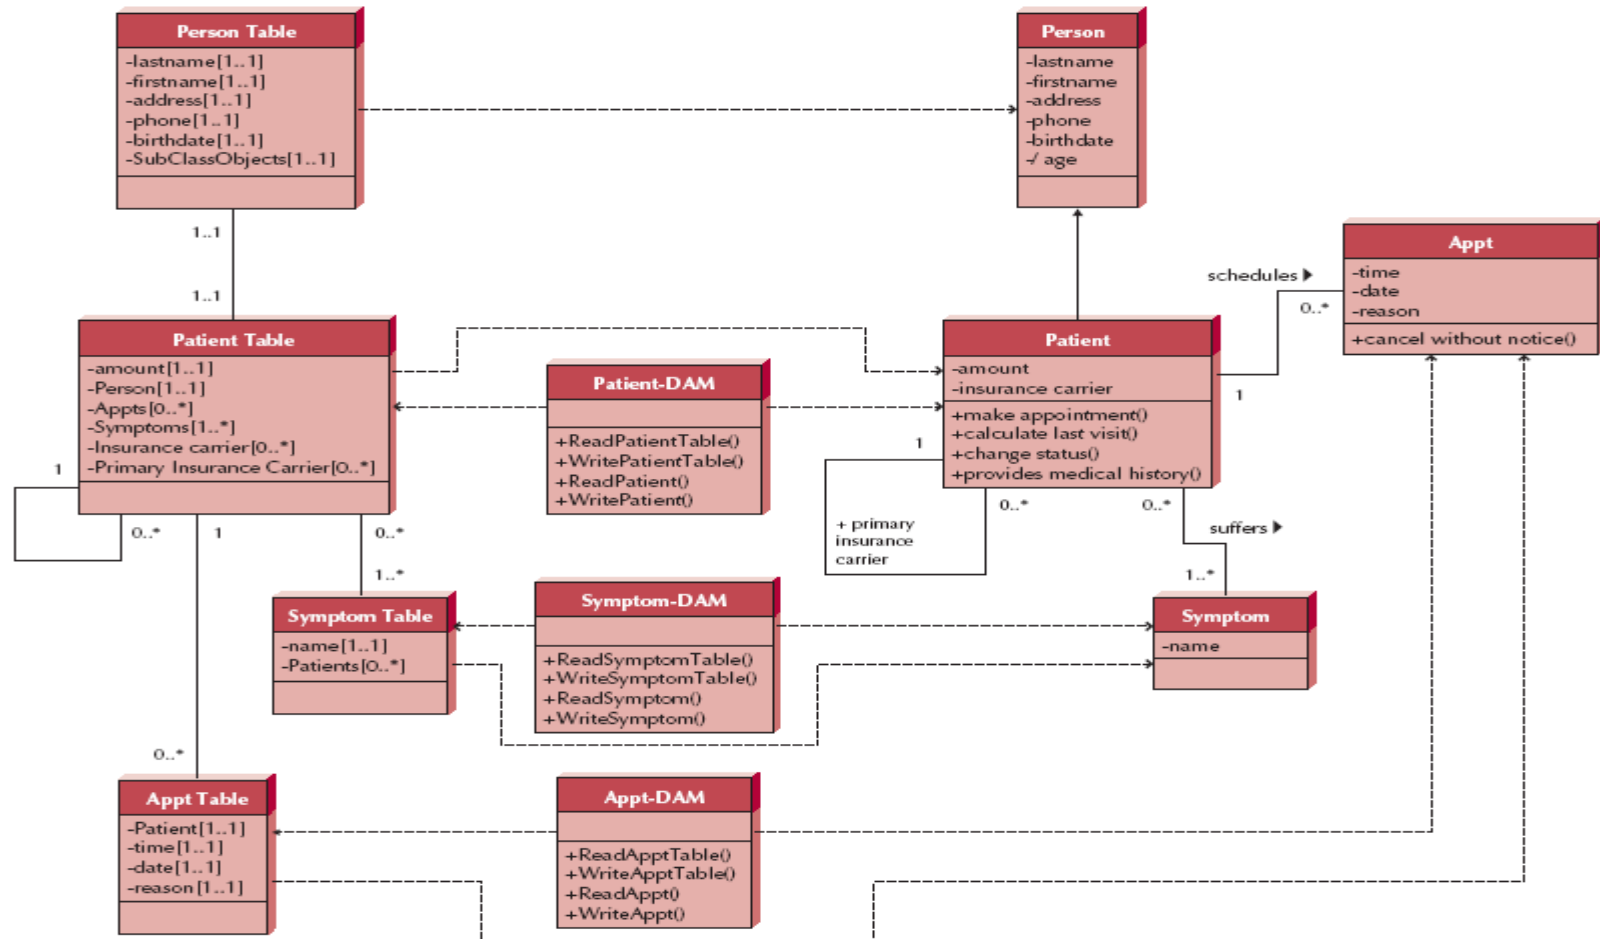 Person Table
-lastname[1..1]
-firstname[1..1]
-address[1..1]
-phone[1..1]
-birthdate[1..1]
-SubClassObjects[1..1]
Person
-lastname
-firstname
-address
-phone
-birthdate
-/ age
1..1
1..1
Appt
-time
-date
-reason
+cancel without notice()
schedules
0..*
1
Patient Table
-amount[1..1]
-Person[1..1]
-Appts[0..*]
-Symptoms[1..*]
-Insurance carrier[0..*]
-Primary Insurance Carrier[0..*]
1
0..*
1
0..*
1..*
Patient-DAM
+ReadPatientTable()
+WritePatientTable()
+ReadPatient()
+WritePatient()
Patient
-amount
-insurance carrier
+make appointment()
+calculate last visit()
+change status()
+provides medical history()
1
0..*
+ primary
insurance
carrier
0..*
suffers
1..*
Symptom Table
-name[1..1]
-Patients[0..*]
Symptom-DAM
+ReadSymptomTable()
+WriteSymptomTable()
+ReadSymptom()
+WriteSymptom()
Symptom
-name
0..*
Appt Table
-Patient[1..1]
-time[1..1]
-date[1..1]
-reason[1..1]
Appt-DAM
+ReadApptTable()
+WriteApptTable()
+ReadAppt()
+WriteAppt()